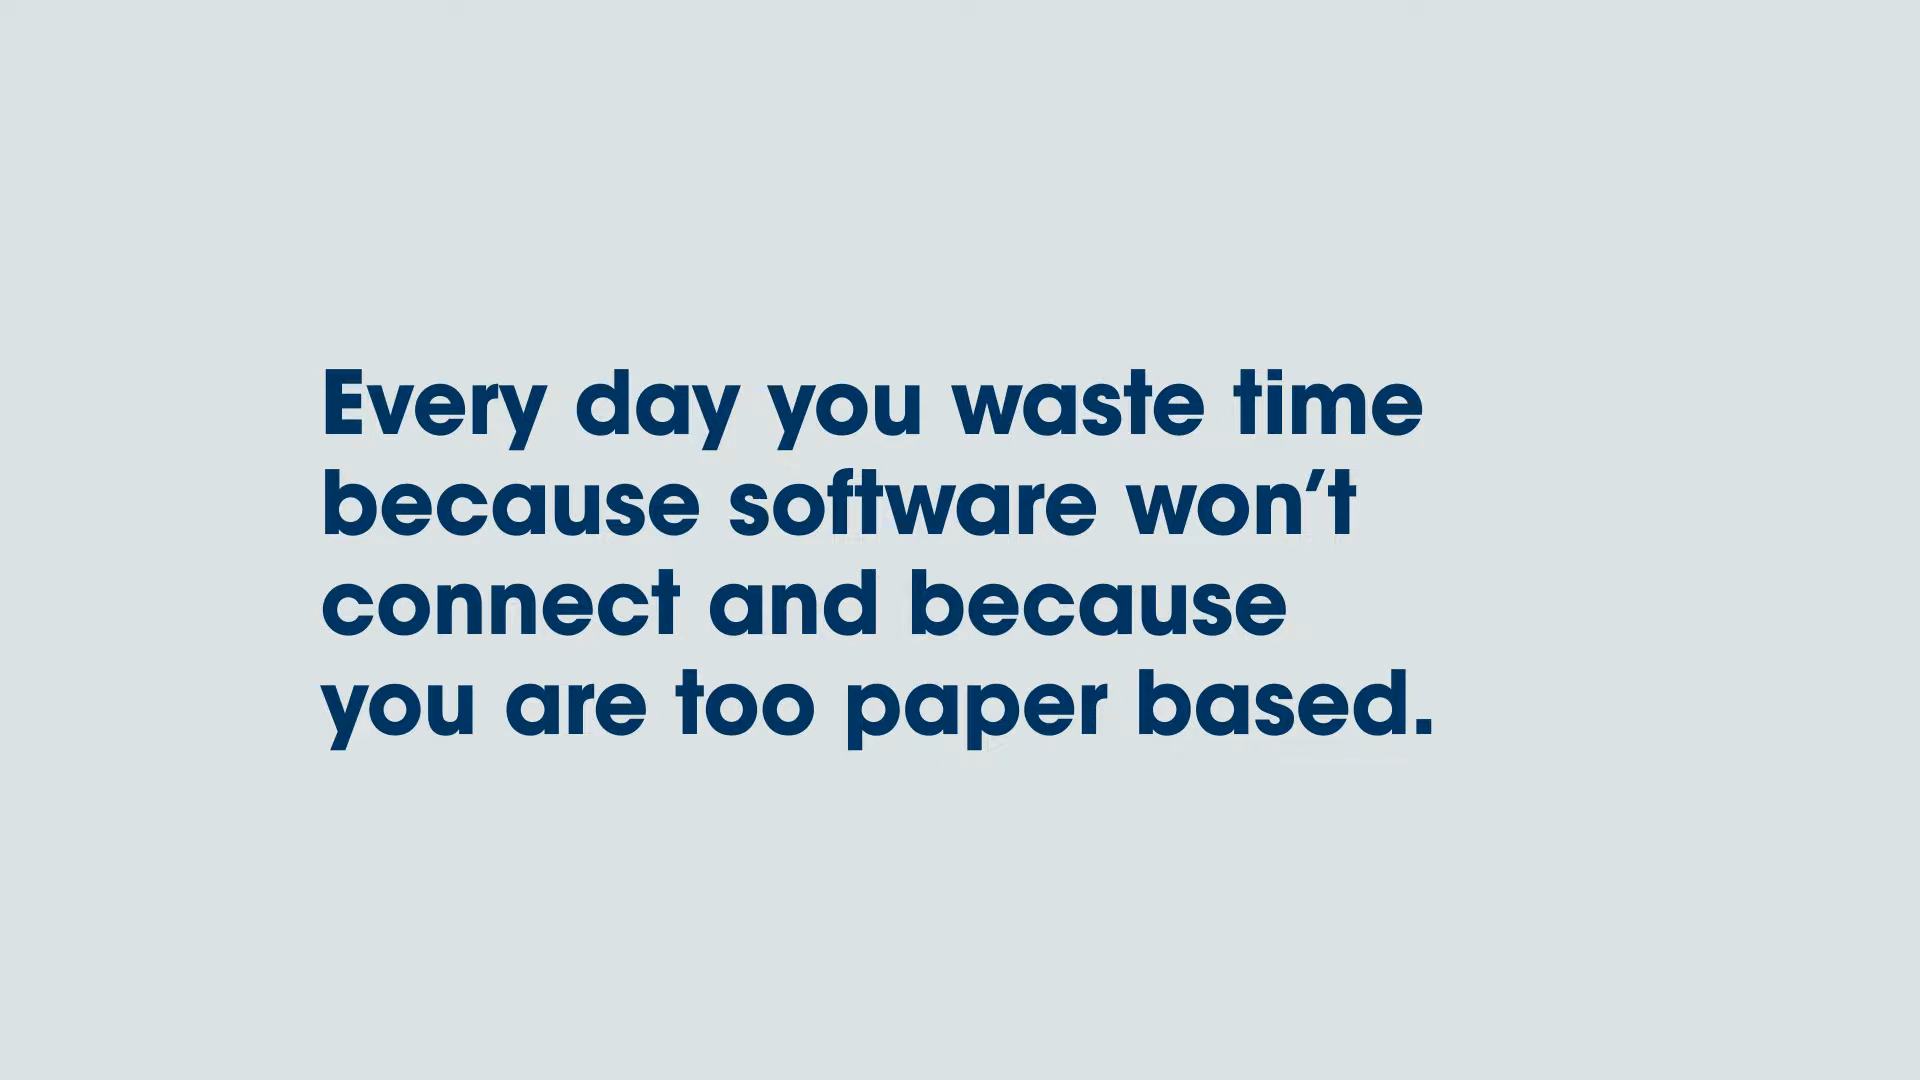 Every day you waste time
because software won’t
connect and because
you are too paper based.